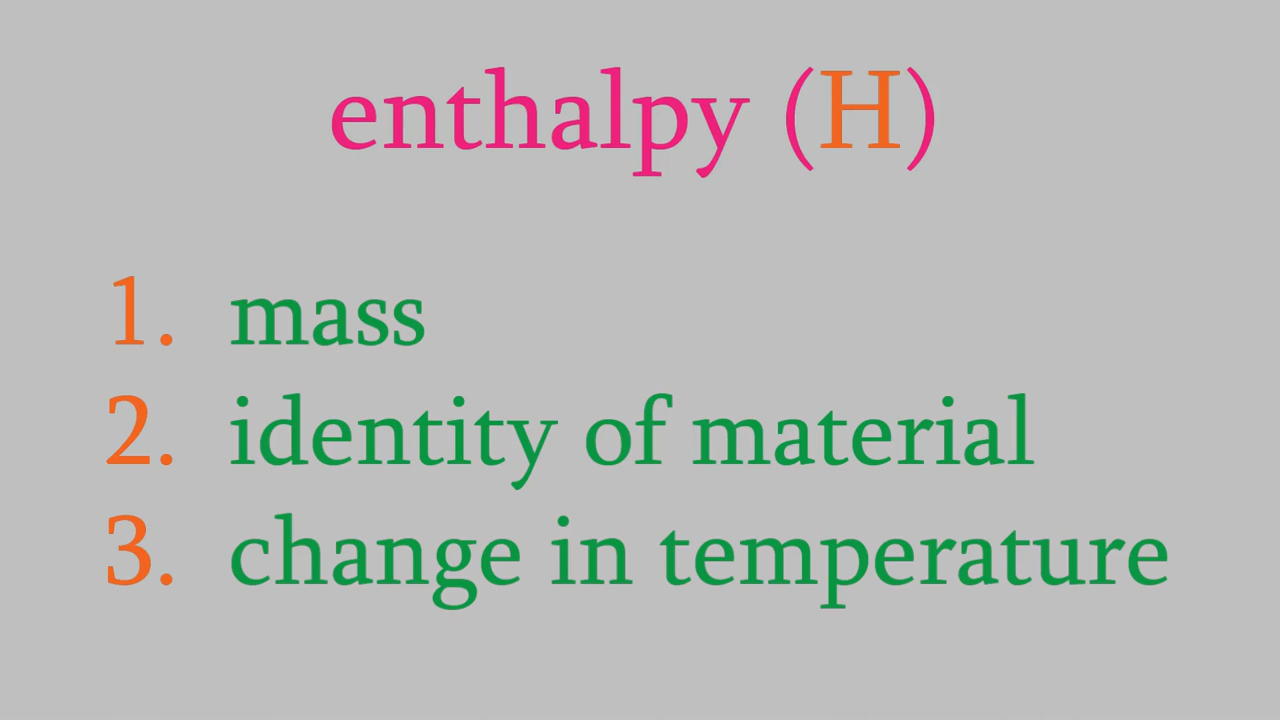 enthalpy (H)
1. mass
2. identity of material
3. change in temperature